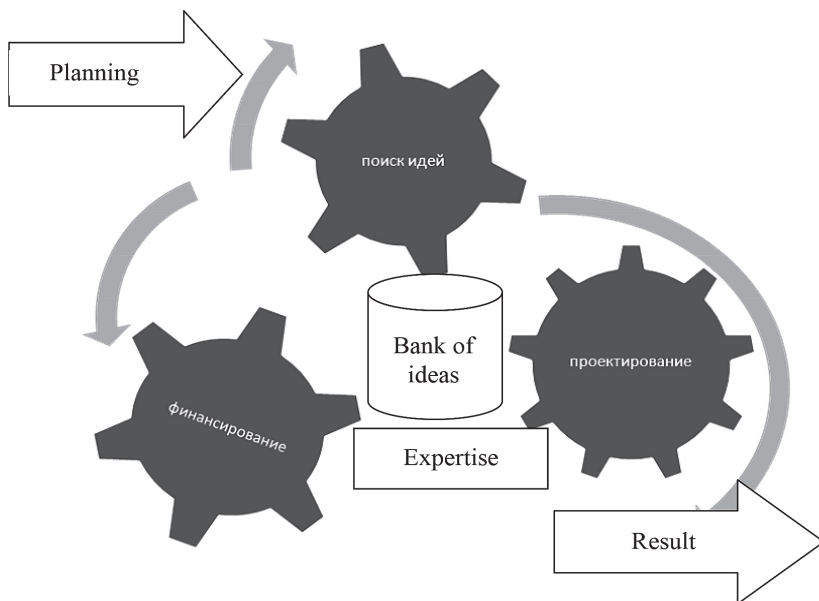 Planning
поиск идей
Bank of
ideas
проектирование
финансирование
Expertise
Result